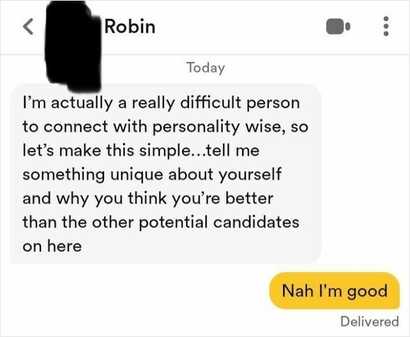 Robin
Today
I'm actually a really difficult person
to connect with personality wise, so
let's make this simple...tell me
something unique about yourself
and why you think you're better
than the other potential candidates
on here
Nah I'm good
Delivered